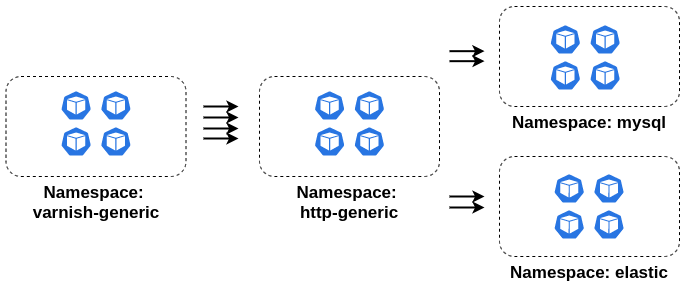 Namespace:
varnish-generic
Namespace:
http-generic
Namespace: mysql
Namespace: elastic